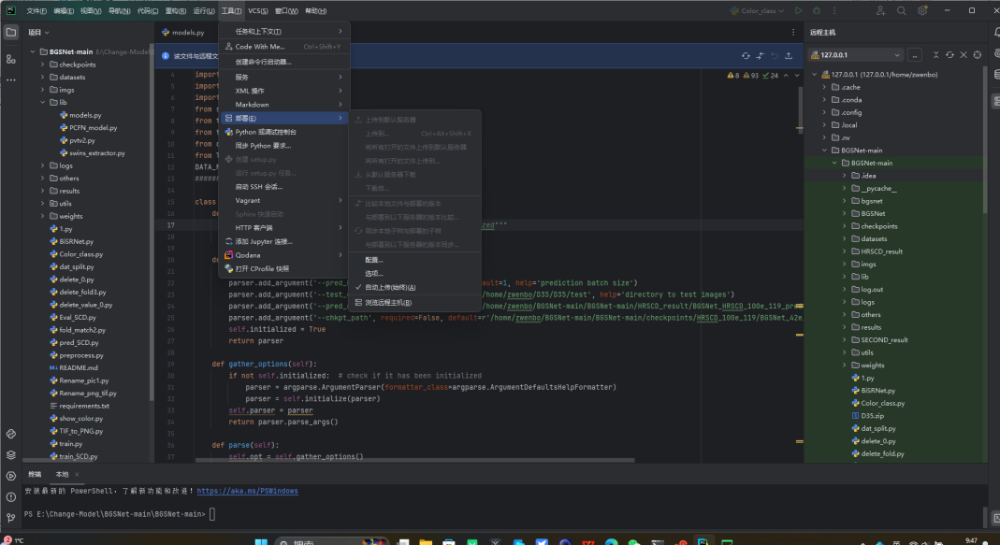 文件(F) 编辑(E) 视图(V) 导航(N) 代码(C) 重构(R) 运行(U) 工具(T) VCS(S) 窗口(W) 帮助(H)
Color_class
项目
BGSNet-main E:\Change-Model\
checkpoints
datasets
imgs
lib
models.py
PCFN_model.py
pvtv2.py
swins_extractor.py
logs
others
results
utils
weights
1.py
BiSRNet.py
Color_class.py
dat_split.py
delete_0.py
delete_fold3.py
delete_value_0.py
Eval_SCD.py
fold_match2.py
pred_SCD.py
preprocess.py
README.md
Rename_pic1.py
Rename_png_tif.py
requirements.txt
show_color.py
TIF_to_PNG.py
train.py
train_SCD.py
models.py
该文件与远程文
8 93 24
任务和上下文(T)
Code With Me... Ctrl+Shift+Y
创建命令行启动器...
服务
XML 操作
Markdown
部署(E)
Python 或调试控制台
同步 Python 要求...
创建 setup.py
运行 setup.py 任务...
启动 SSH 会话...
Vagrant
Sphinx 快速启动
HTTP 客户端
添加 Jupyter 连接...
Qodana
打开 CProfile 快照
上传到默认服务器
上传到... Ctrl+Alt+Shift+X
将所有打开的文件上传到默认服务器
将所有打开的文件上传到...
从默认服务器下载
下载自...
比较本地文件与部署的版本
与部署到以下服务器的版本比较...
同步本地子树与部署的子树
与部署到以下服务器的版本同步...
配置...
选项...
自动上传(始终)(A)
浏览远程主机(B)
4 impor
5 impor
6 impor
7 from s
8 from t
9 from t
10 from c
11 from l
12 DATA_N
13 ######
14
15 class
16 de
17 zed"""
18
19
20 de
21
22 parser.add_argument('--pred_b ault=1, help='prediction batch size')
23 parser.add_argument('--test_d /home/zwenbo/D35/D35/test', help='directory to test images')
24 parser.add_argument('--pred_d /home/zwenbo/BGSNet-main/BGSNet-main/HRSCD_result/BGSNet_HRSCD_100e_119_pre
25 parser.add_argument('--chkpt_path', required=False, default=r'/home/zwenbo/BGSNet-main/BGSNet-main/checkpoints/HRSCD_100e_119/BGSNet_42e
26 self.initialized = True
27 return parser
28
29 def gather_options(self):
30 if not self.initialized: # check if it has been initialized
31 parser = argparse.ArgumentParser(formatter_class=argparse.ArgumentDefaultsHelpFormatter)
32 parser = self.initialize(parser)
33 self.parser = parser
34 return parser.parse_args()
35
36 def parse(self):
37 self.opt = self.gather_options()
远程主机
127.0.0.1 ...
127.0.0.1 (127.0.0.1/home/zwenbo)
.cache
.conda
.config
.local
.nv
BGSNet-main
BGSNet-main
.idea
__pycache__
bgsnet
BGSNet
checkpoints
datasets
HRSCD_result
imgs
lib
log.out
logs
others
results
SECOND_result
utils
weights
1.py
BiSRNet.py
Color_class.py
D35.zip
dat_split.py
delete_0.py
delete_fold.py
终端 本地
安装最新的 PowerShell，了解新功能和改进！https://aka.ms/PSWindows
PS E:\Change-Model\BGSNet-main\BGSNet-main>
2
1°C
搜索
9:47